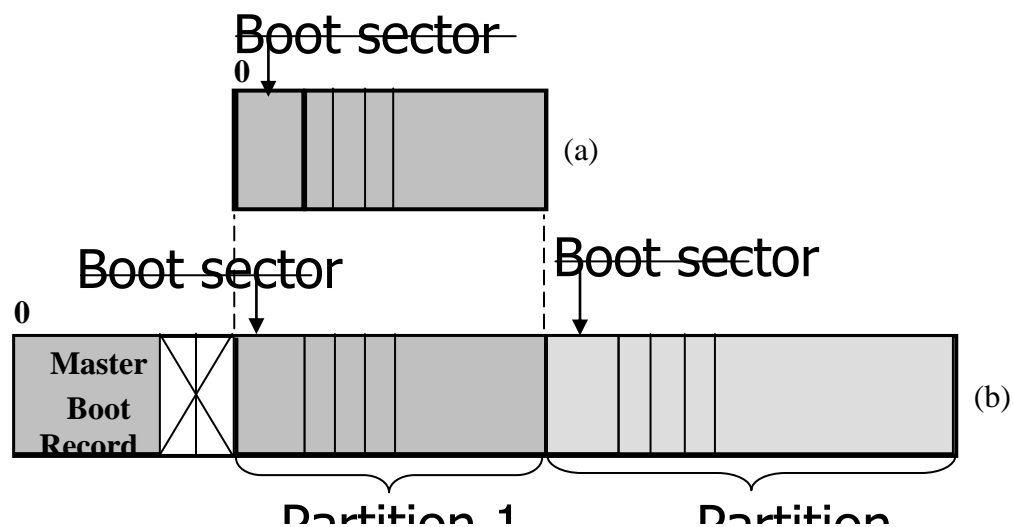 Boot sector
0
(a)
Boot sector
Boot sector
0
Master
Boot
Record
(b)
Partition 1
Partition